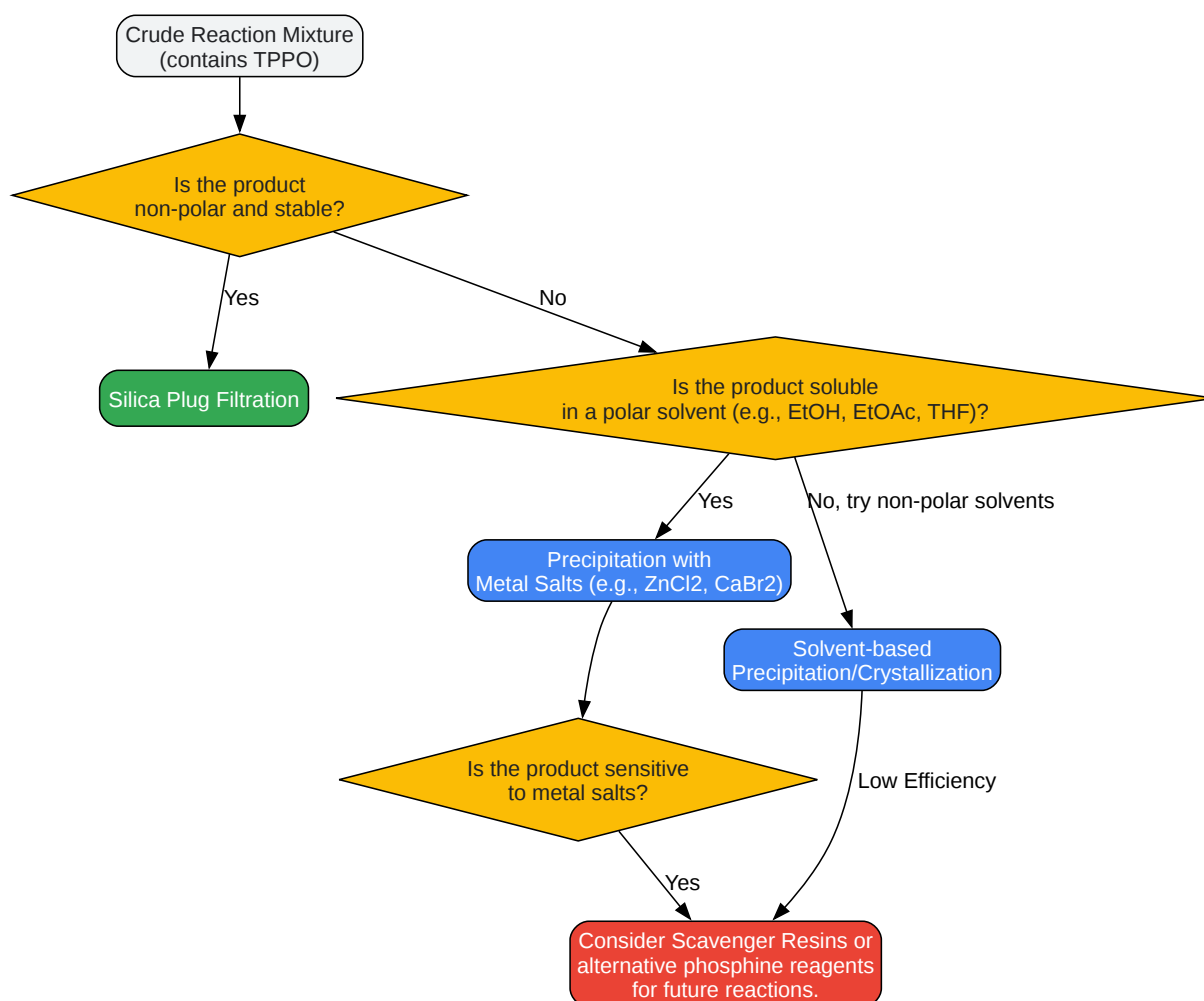 Crude Reaction Mixture
(contains TPPO)
Is the product
non-polar and stable?
Yes
No
Silica Plug Filtration
Is the product soluble
in a polar solvent (e.g., EtOH, EtOAc, THF)?
Yes
No, try non-polar solvents
Precipitation with
Metal Salts (e.g., ZnCl2, CaBr2)
Solvent-based
Precipitation/Crystallization
Is the product sensitive
to metal salts?
Low Efficiency
Yes
Consider Scavenger Resins or
alternative phosphine reagents
for future reactions.